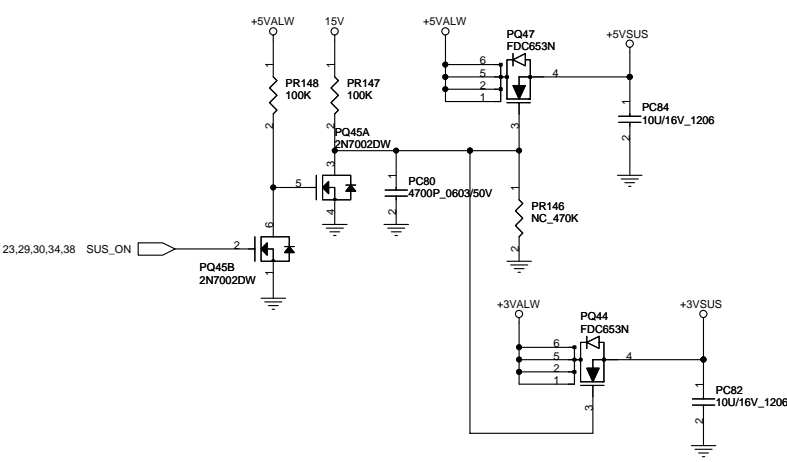 +5VALW
15V
+5VALW
PQ47
FDC653N
+5VSUS
6
5
2
1
4
3
1
PR148
100K
2
1
PR147
100K
2
PQ45A
2N7002DW
3
5
4
1
PC80
4700P_0603/50V
2
1
PC84
10U/16V_1206
2
1
PR146
NC_470K
2
23,29,30,34,38 SUS_ON
2
6
1
PQ45B
2N7002DW
+3VALW
PQ44
FDC653N
+3VSUS
6
5
2
1
4
3
1
PC82
10U/16V_1206
2